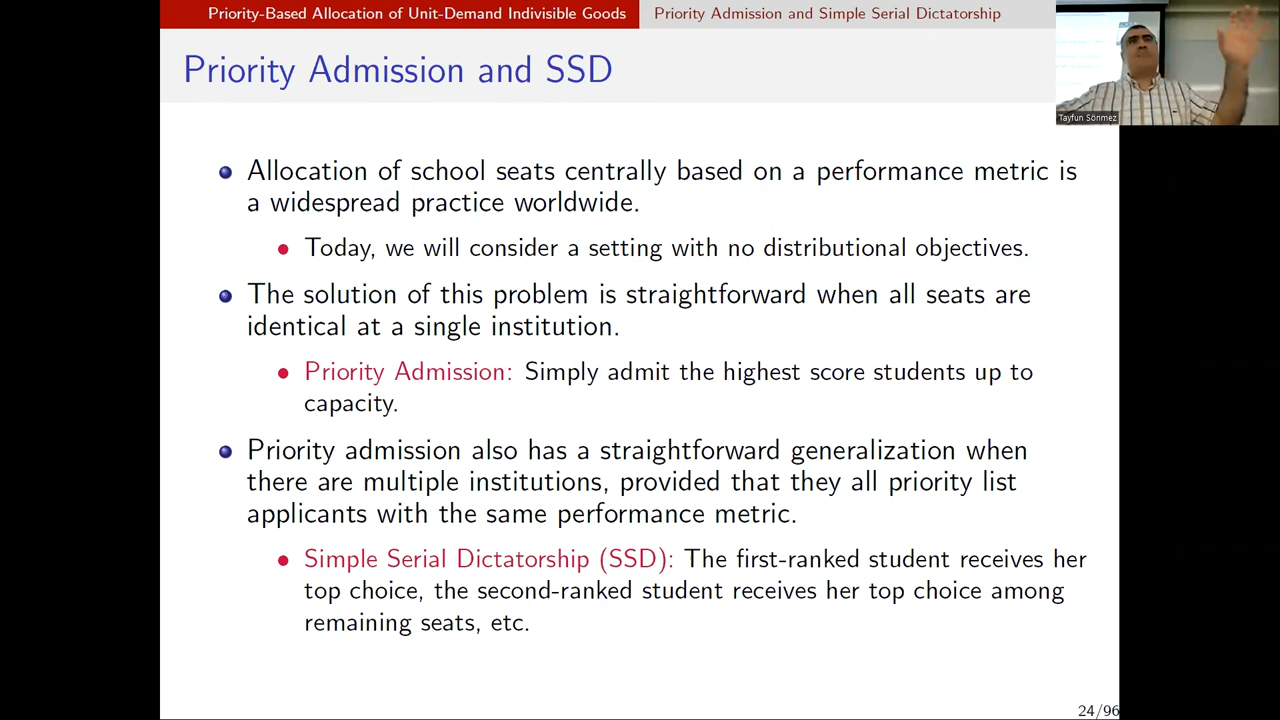 Priority-Based Allocation of Unit-Demand Indivisible Goods
Priority Admission and Simple Serial Dictatorship
Priority Admission and SSD
Tayfun Sönmez
Allocation of school seats centrally based on a performance metric is
a widespread practice worldwide.
Today, we will consider a setting with no distributional objectives.
The solution of this problem is straightforward when all seats are
identical at a single institution.
Priority Admission: Simply admit the highest score students up to
capacity.
Priority admission also has a straightforward generalization when
there are multiple institutions, provided that they all priority list
applicants with the same performance metric.
Simple Serial Dictatorship (SSD): The first-ranked student receives her
top choice, the second-ranked student receives her top choice among
remaining seats, etc.
24/96